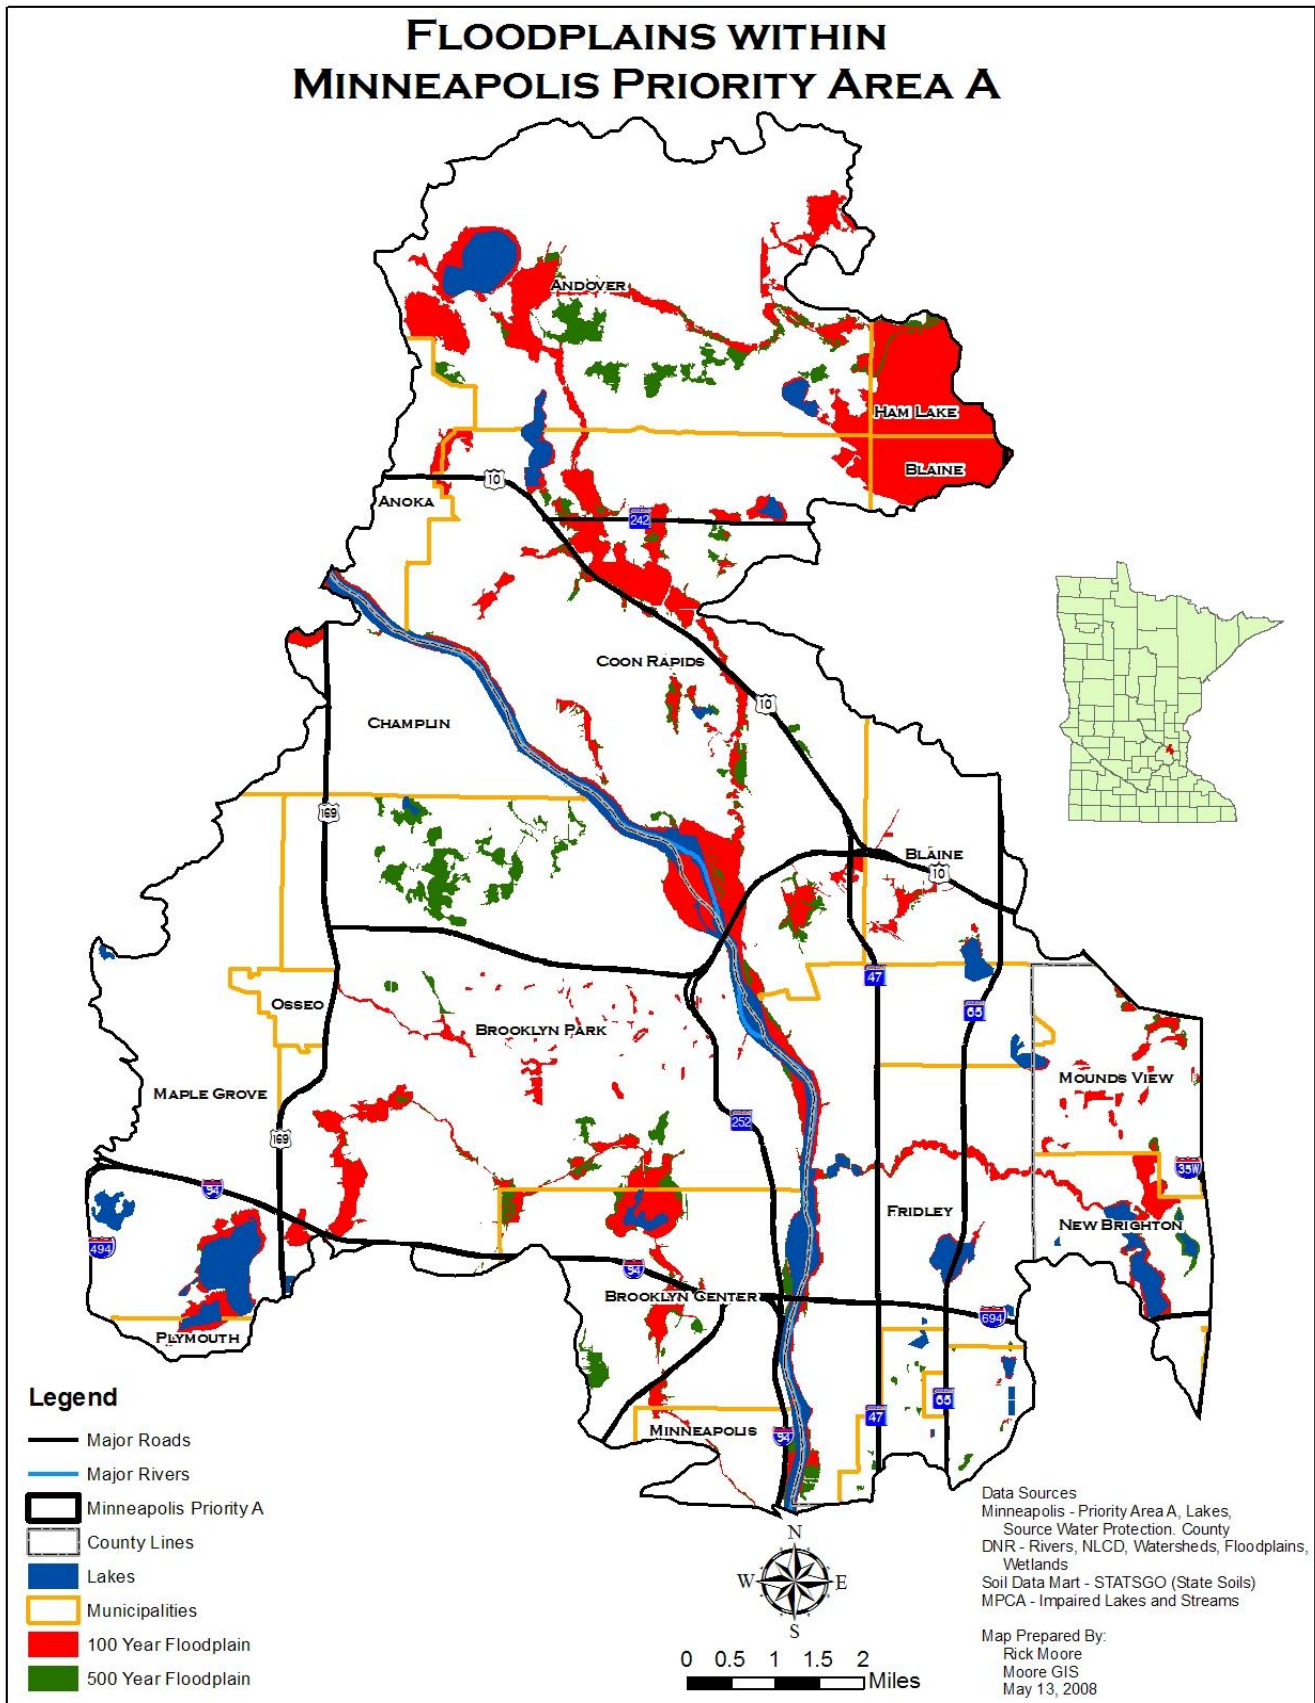 FLOODPLAINS WITHIN
MINNEAPOLIS PRIORITY AREA A
ANDOVER
HAM LAKE
BLAINE
10
ANOKA
242
COON RAPIDS
10
CHAMPLIN
169
BLAINE
10
47
OSSEO
65
BROOKLYN PARK
MOUNDS VIEW
MAPLE GROVE
252
169
35W
94
FRIDLEY
NEW BRIGHTON
494
94
BROOKLYN CENTER
694
PLYMOUTH
65
47
MINNEAPOLIS
94
Legend
Major Roads
Major Rivers
Minneapolis Priority A
County Lines
Lakes
Municipalities
100 Year Floodplain
500 Year Floodplain
N
W
E
S
0 0.5 1 1.5 2
Miles
Data Sources
Minneapolis - Priority Area A, Lakes,
Source Water Protection. County
DNR - Rivers, NLCD, Watersheds, Floodplains,
Wetlands
Soil Data Mart - STATSGO (State Soils)
MPCA - Impaired Lakes and Streams
Map Prepared By:
Rick Moore
Moore GIS
May 13, 2008